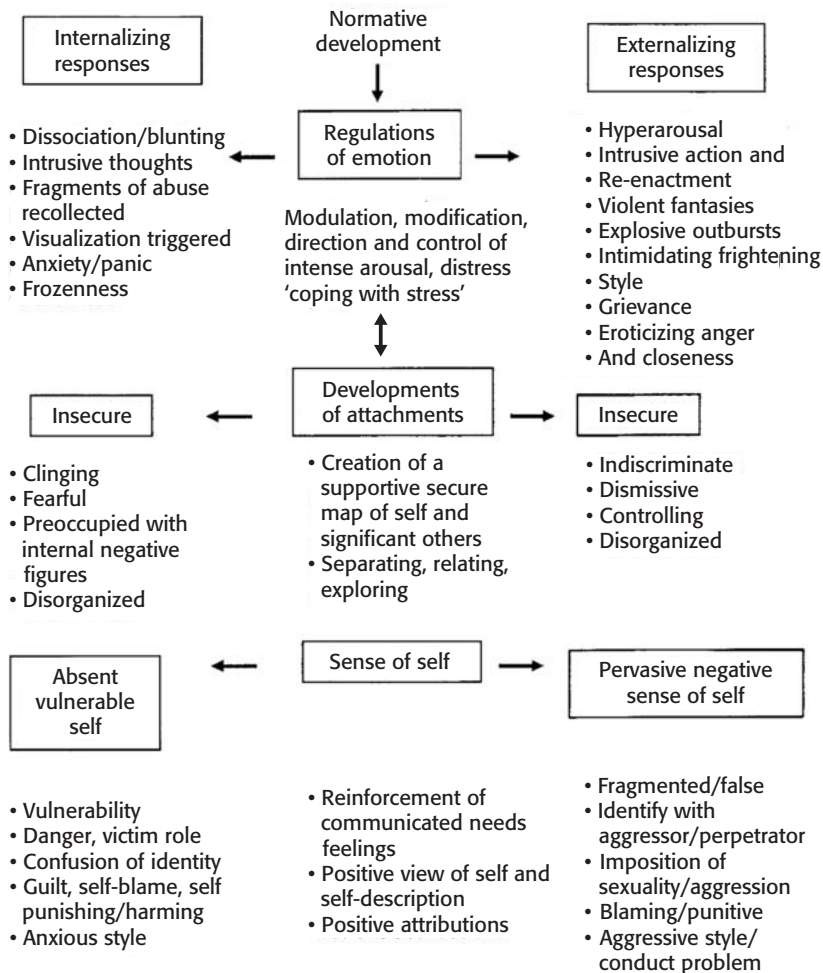 Internalizing
responses
Normative
development
Externalizing
responses
• Dissociation/blunting
• Intrusive thoughts
• Fragments of abuse
recollected
• Visualization triggered
• Anxiety/panic
• Frozenness
Regulations
of emotion
Modulation, modification,
direction and control of
intense arousal, distress
‘coping with stress’
• Hyperarousal
• Intrusive action and
• Re-enactment
• Violent fantasies
• Explosive outbursts
• Intimidating frightening
• Style
• Grievance
• Eroticizing anger
• And closeness
Insecure
• Clinging
• Fearful
• Preoccupied with
internal negative
figures
• Disorganized
Developments
of attachments
• Creation of a
supportive secure
map of self and
significant others
• Separating, relating,
exploring
Insecure
• Indiscriminate
• Dismissive
• Controlling
• Disorganized
Absent
vulnerable
self
Sense of self
Pervasive negative
sense of self
• Vulnerability
• Danger, victim role
• Confusion of identity
• Guilt, self-blame, self
punishing/harming
• Anxious style
• Reinforcement of
communicated needs
feelings
• Positive view of self and
self-description
• Positive attributions
• Fragmented/false
• Identify with
aggressor/perpetrator
• Imposition of
sexuality/aggression
• Blaming/punitive
• Aggressive style/
conduct problem